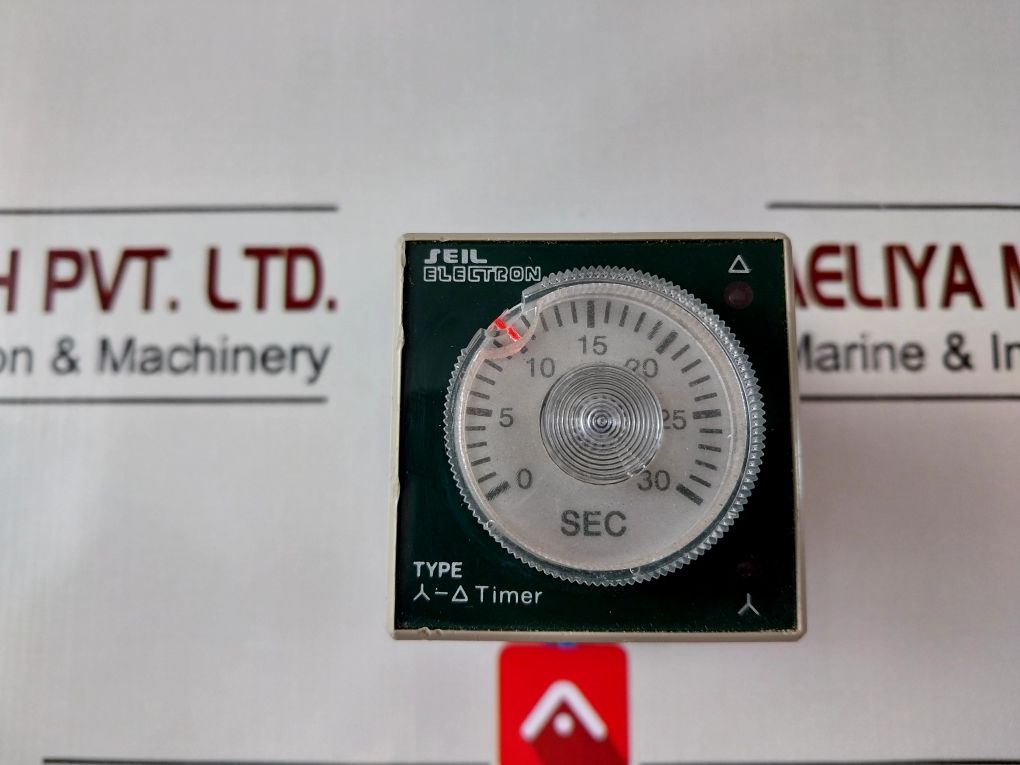 H PVT. LTD.
on & Machinery
AELIYA M
Marine & In
SEIL
ELECTRON
△
15
10
20
5
25
0
30
SEC
TYPE
⅄-△ Timer
⅄